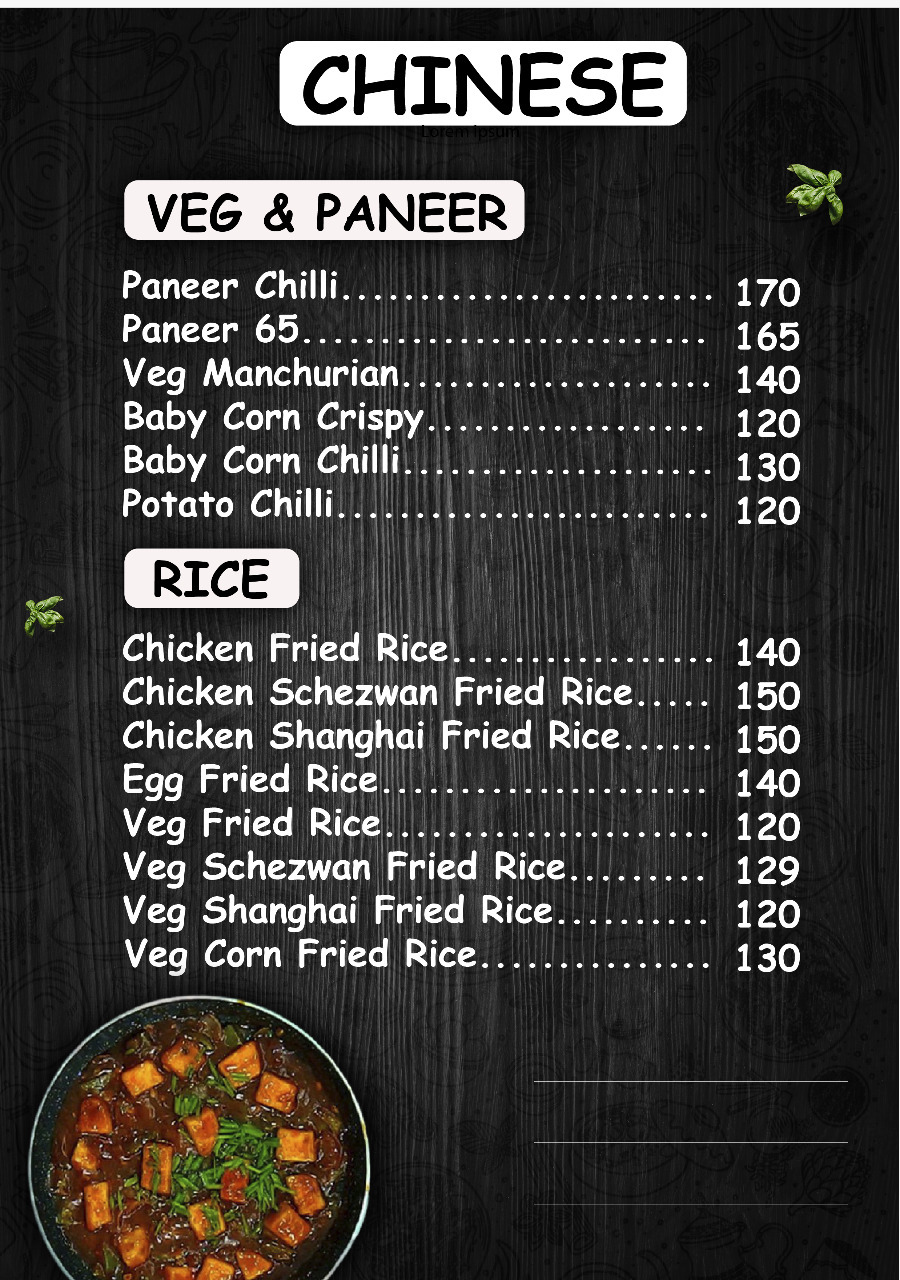 CHINESE
Lorem ipsum
VEG & PANEER
Paneer Chilli........................ 170
Paneer 65.......................... 165
Veg Manchurian.................... 140
Baby Corn Crispy.................. 120
Baby Corn Chilli.................... 130
Potato Chilli........................ 120
RICE
Chicken Fried Rice................. 140
Chicken Schezwan Fried Rice..... 150
Chicken Shanghai Fried Rice...... 150
Egg Fried Rice..................... 140
Veg Fried Rice..................... 120
Veg Schezwan Fried Rice......... 129
Veg Shanghai Fried Rice.......... 120
Veg Corn Fried Rice............... 130